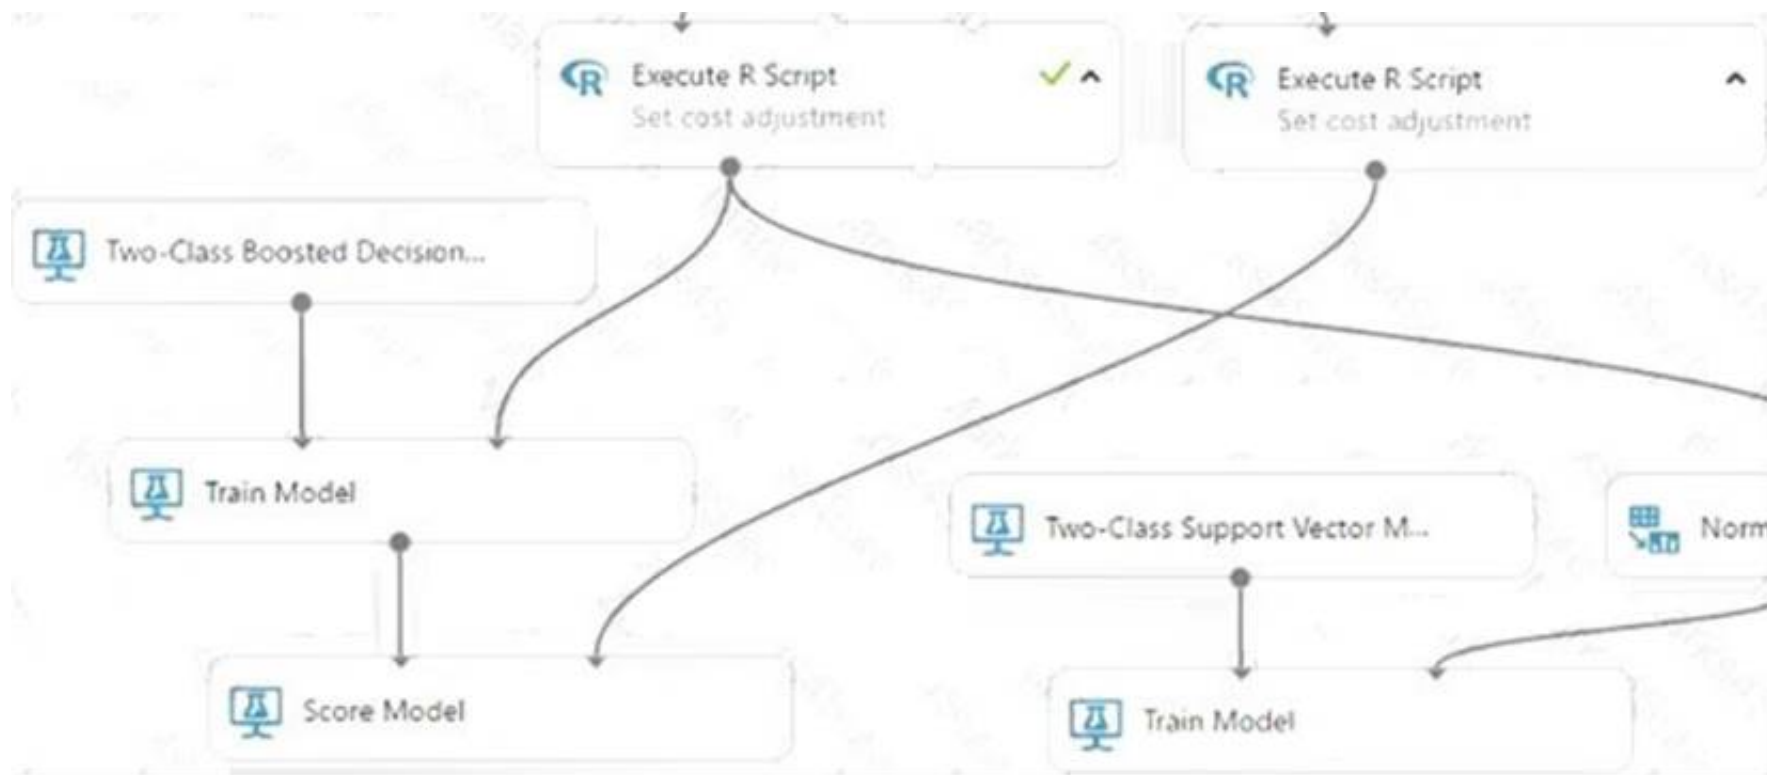 Execute R Script
Set cost adjustment
Execute R Script
Set cost adjustment
Two-Class Boosted Decision...
Train Model
Two-Class Support Vector M...
Norm
Score Model
Train Model